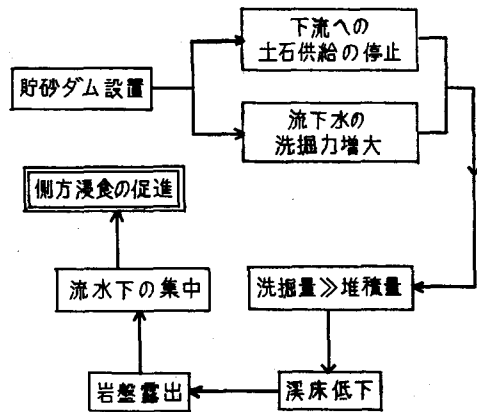 貯砂ダム設置
下流への
土石供給の停止
流下水の
洗掘力増大
洗掘量≫堆積量
渓床低下
岩盤露出
流水下の集中
側方浸食の促進